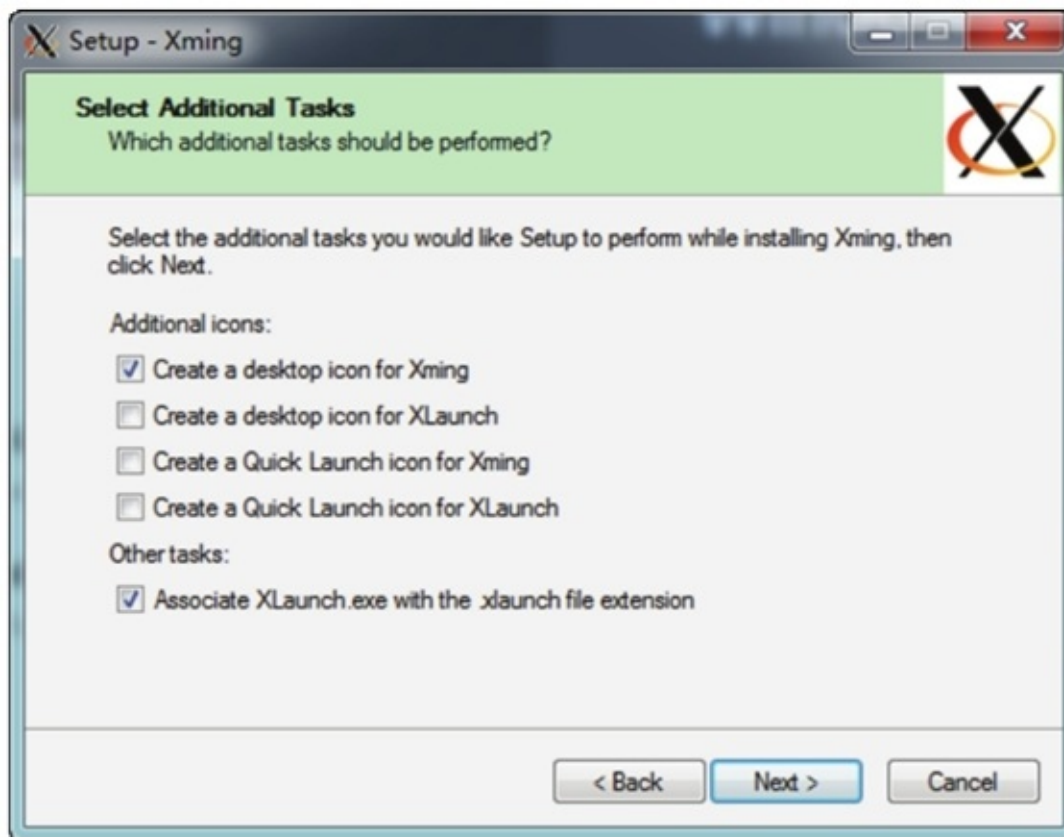 Setup - Xming
Select Additional Tasks
Which additional tasks should be performed?
Select the additional tasks you would like Setup to perform while installing Xming, then
click Next.
Additional icons:
Create a desktop icon for Xming
Create a desktop icon for XLaunch
Create a Quick Launch icon for Xming
Create a Quick Launch icon for XLaunch
Other tasks:
Associate XLaunch.exe with the .xlaunch file extension
< Back Next > Cancel